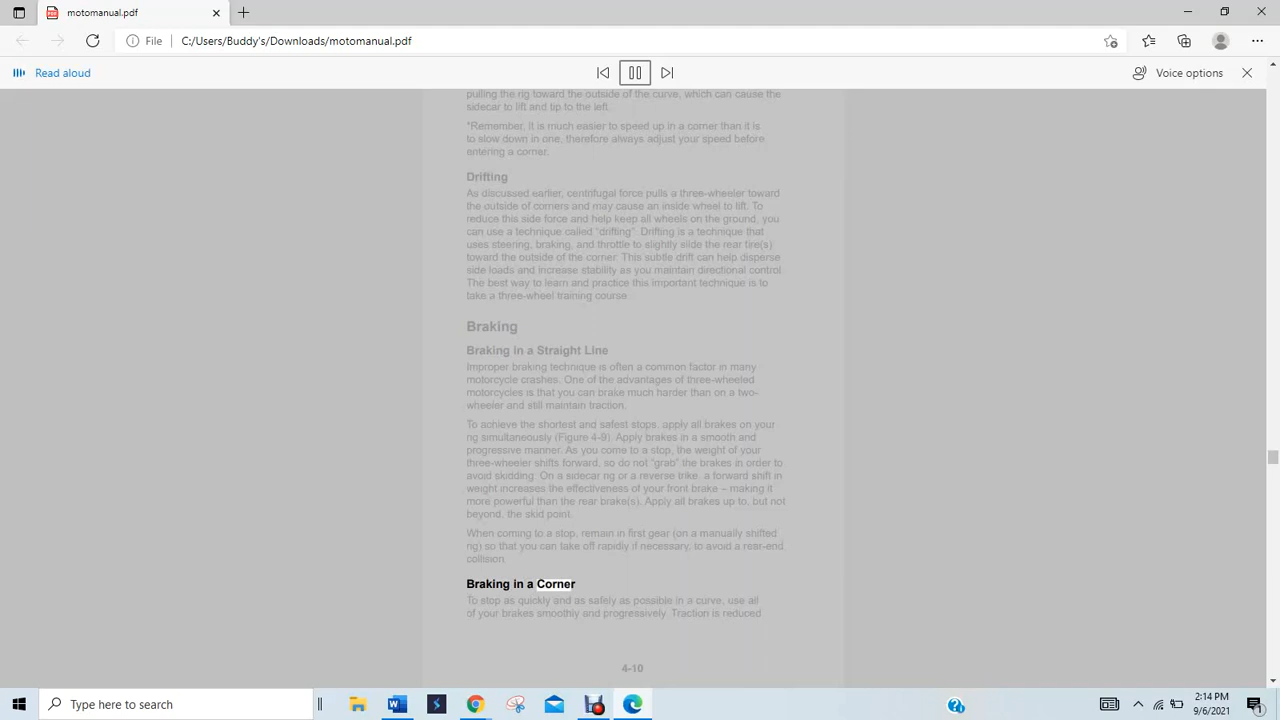 motomanual.pdf
File
C:/Users/Buddy's/Downloads/motomanual.pdf
Read aloud
Voice options
pulling the rig toward the outside of the curve, which can cause the
sidecar to lift and tip to the left.
*Remember, It is much easier to speed up in a corner than it is
to slow down in one, therefore always adjust your speed before
entering a corner.
Drifting
As discussed earlier, centrifugal force pulls a three-wheeler toward
the outside of corners and may cause an inside wheel to lift. To
reduce this side force and help keep all wheels on the ground, you
can use a technique called “drifting”. Drifting is a technique that
uses steering, braking, and throttle to slightly slide the rear tire(s)
toward the outside of the corner. This subtle drift can help disperse
side loads and increase stability as you maintain directional control.
The best way to learn and practice this important technique is to
take a three-wheel training course.
Braking
Braking in a Straight Line
Improper braking technique is often a common factor in many
motorcycle crashes. One of the advantages of three-wheeled
motorcycles is that you can brake much harder than on a two-
wheeler and still maintain traction.
To achieve the shortest and safest stops, apply all brakes on your
rig simultaneously (Figure 4-9). Apply brakes in a smooth and
progressive manner. As you come to a stop, the weight of your
three-wheeler shifts forward, so do not “grab” the brakes in order to
avoid skidding. On a sidecar rig or a reverse trike, a forward shift in
weight increases the effectiveness of your front brake – making it
more powerful than the rear brake(s). Apply all brakes up to, but not
beyond, the skid point.
When coming to a stop, remain in first gear (on a manually shifted
rig) so that you can take off rapidly if necessary, to avoid a rear-end
collision.
Braking in a Corner
To stop as quickly and as safely as possible in a curve, use all
of your brakes smoothly and progressively. Traction is reduced
4-10
Type here to search
2:14 PM
9/6/2021